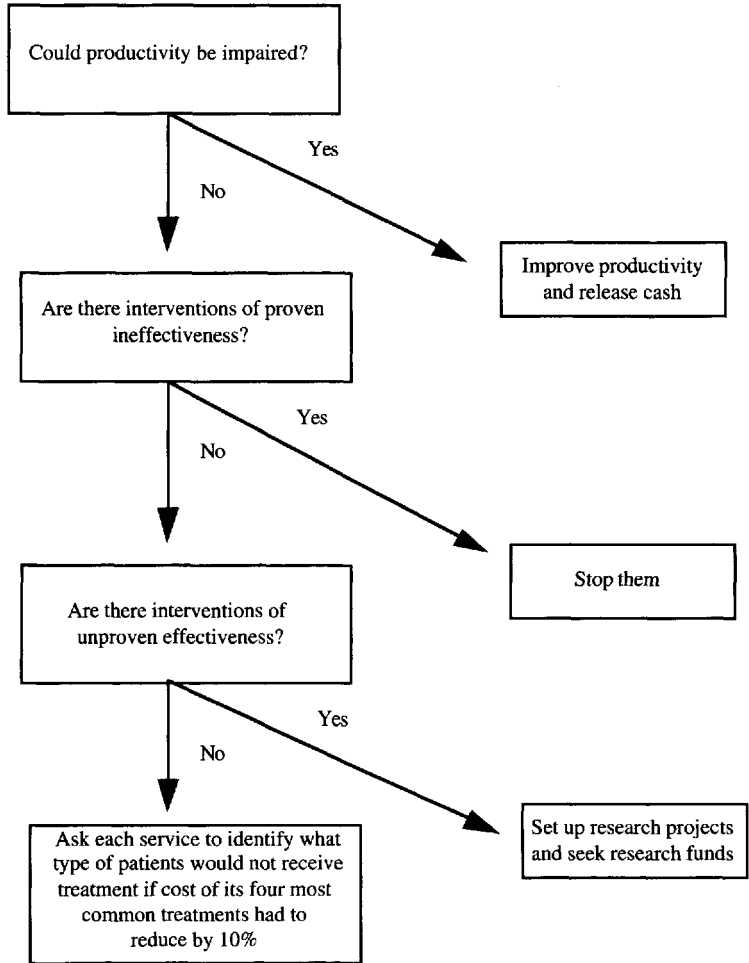 Could productivity be impaired?
Yes
No
Improve productivity
and release cash
Are there interventions of proven
ineffectiveness?
Yes
No
Stop them
Are there interventions of
unproven effectiveness?
Yes
No
Set up research projects
and seek research funds
Ask each service to identify what
type of patients would not receive
treatment if cost of its four most
common treatments had to
reduce by 10%